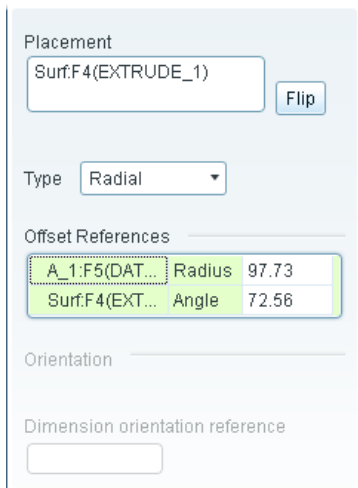 Placement
Surf:F4(EXTRUDE_1)
Flip
Type Radial
Offset References
A_1:F5(DAT... Radius 97.73
Surf:F4(EXT... Angle 72.56
Orientation
Dimension orientation reference